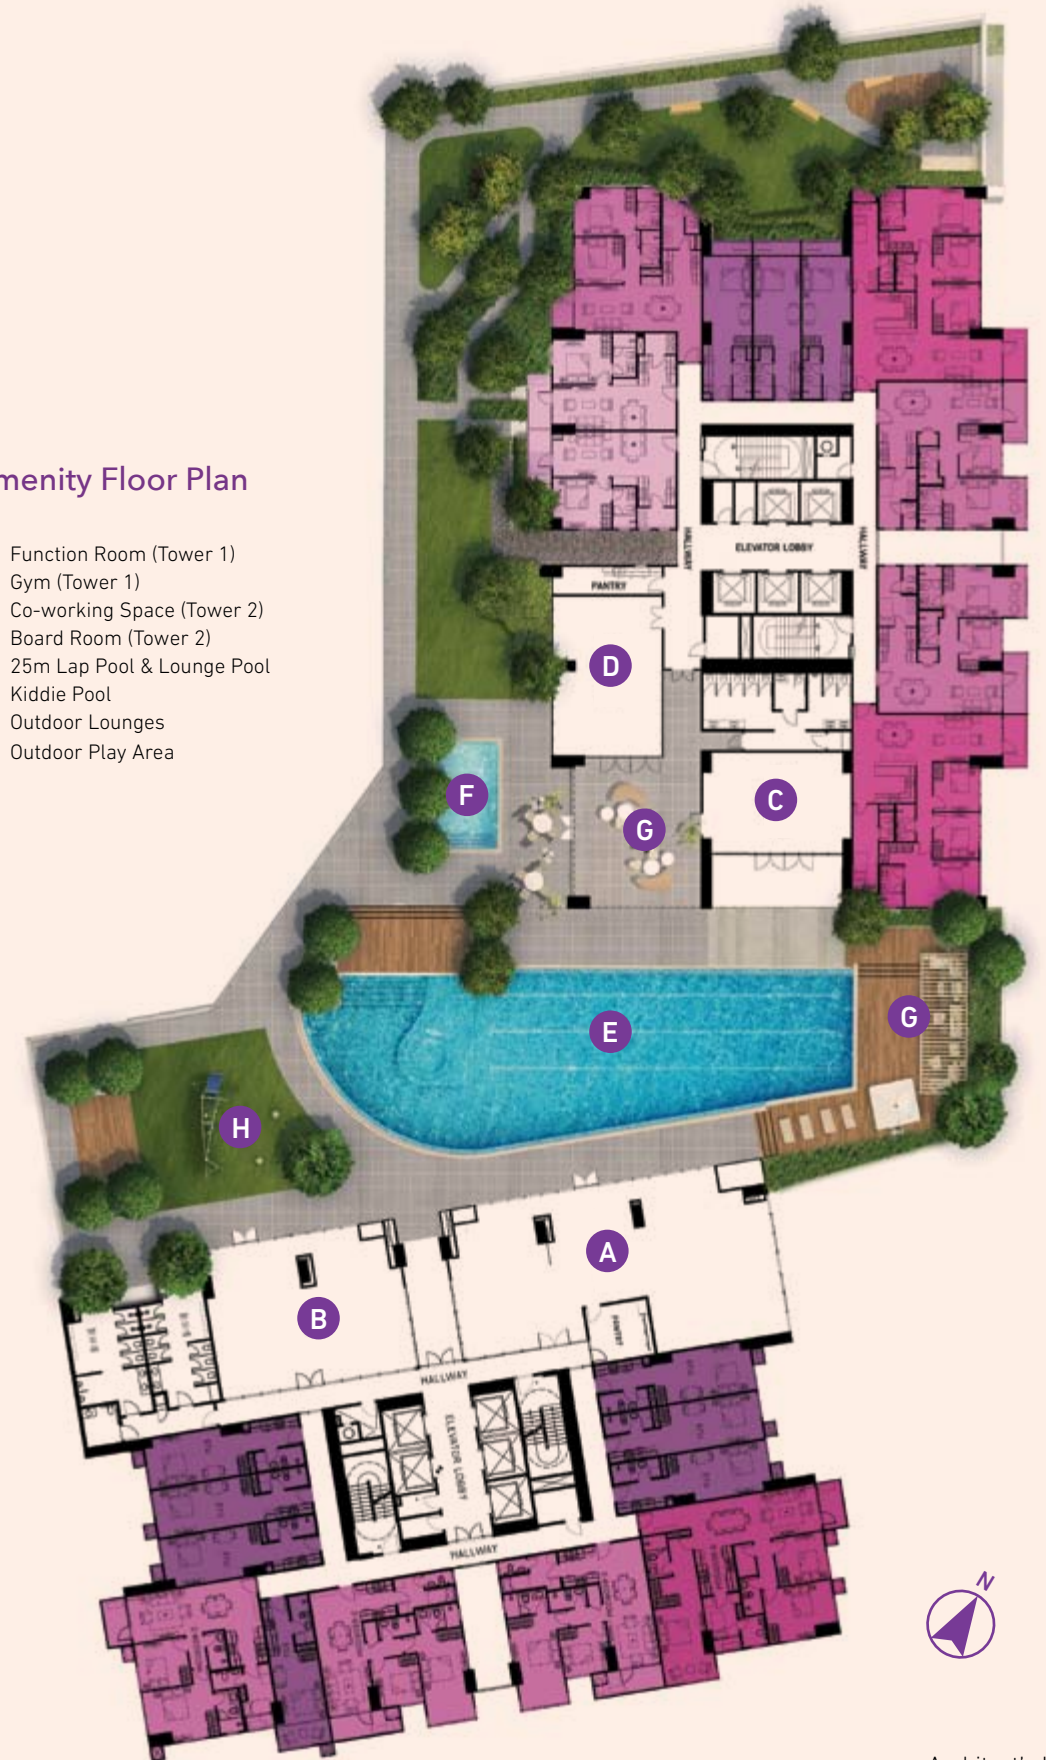 menity Floor Plan
Function Room (Tower 1)
Gym (Tower 1)
Co-working Space (Tower 2)
Board Room (Tower 2)
25m Lap Pool & Lounge Pool
Kiddie Pool
Outdoor Lounges
Outdoor Play Area
HALLWAY
ELEVATOR LOBBY
HALLWAY
PANTRY
D
F
G
C
E
G
H
A
B
PANTRY
HALLWAY
ELEVATOR LOBBY
HALLWAY
N